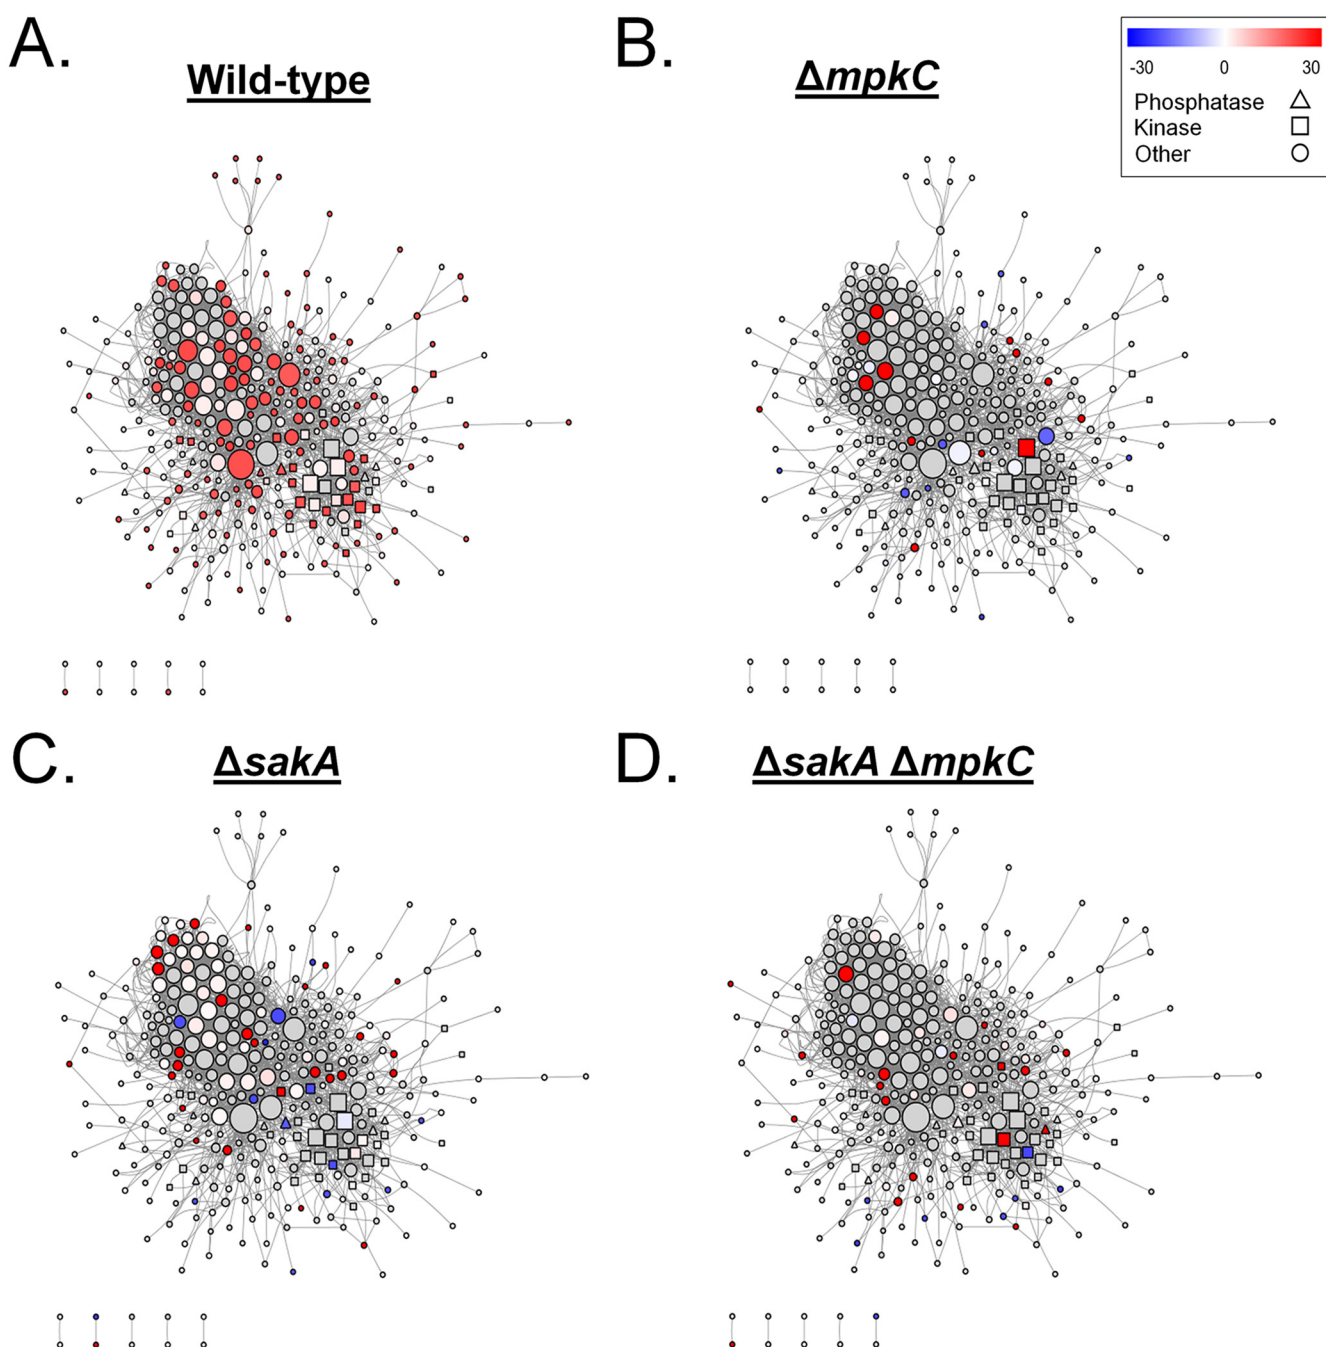 A.
Wild-type
B.
ΔmpkC
-30 0 30
Phosphatase
Kinase
Other
C.
ΔsakA
D.
ΔsakA ΔmpkC